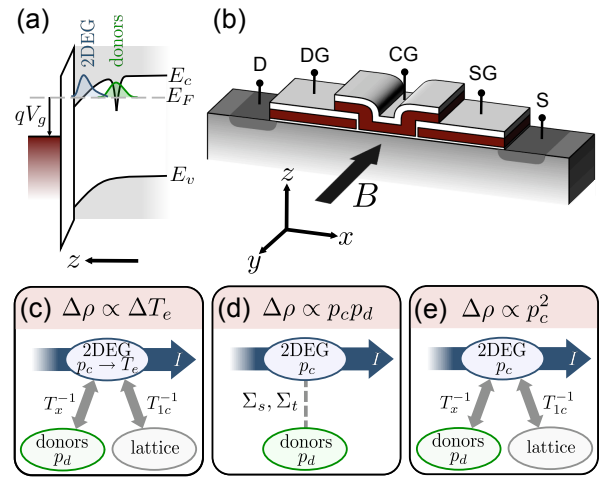 (a)
2DEG
donors
E_c
E_F
qV_g
E_v
z
(b)
D
DG
CG
SG
S
B
z
x
y
(c)
Δρ ∝ ΔT_e
2DEG
p_c → T_e
I
T_x^{-1}
T_{1c}^{-1}
donors
p_d
lattice
(d)
Δρ ∝ p_c p_d
2DEG
p_c
I
Σ_s, Σ_t
donors
p_d
(e)
Δρ ∝ p_c^2
2DEG
p_c
I
T_x^{-1}
T_{1c}^{-1}
donors
p_d
lattice